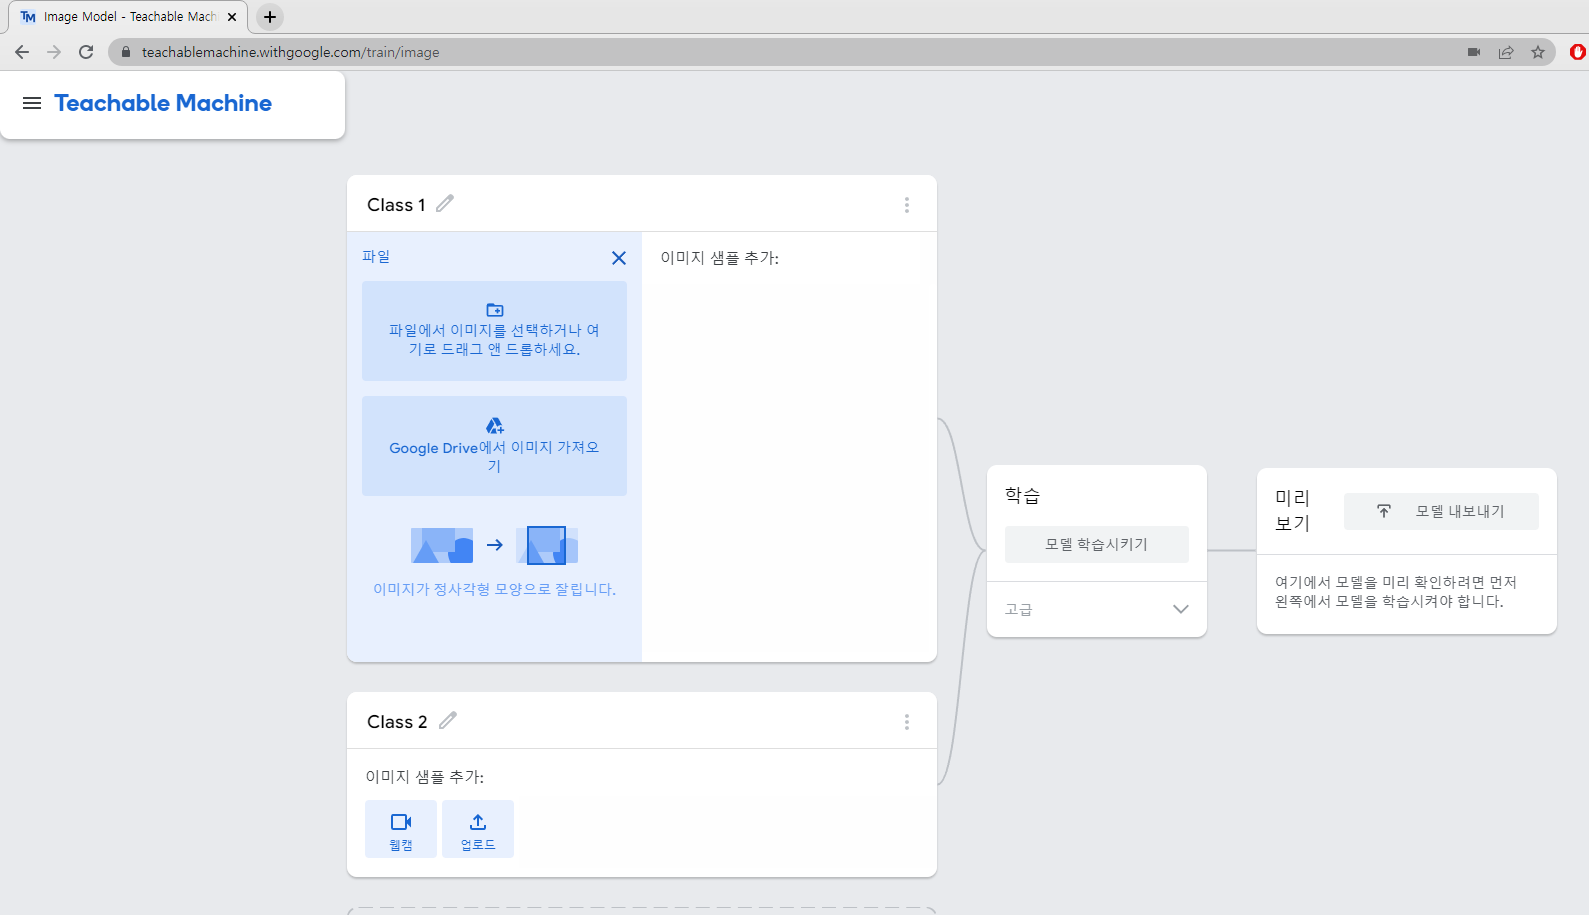 Image Model - Teachable Mach
teachablemachine.withgoogle.com/train/image
Teachable Machine
Class 1
파일
이미지 샘플 추가:
파일에서 이미지를 선택하거나 여
기로 드래그 앤 드롭하세요.
Google Drive에서 이미지 가져오
기
이미지가 정사각형 모양으로 잘립니다.
Class 2
이미지 샘플 추가:
웹캠
업로드
학습
모델 학습시키기
고급
미리
보기
모델 내보내기
여기에서 모델을 미리 확인하려면 먼저
왼쪽에서 모델을 학습시켜야 합니다.